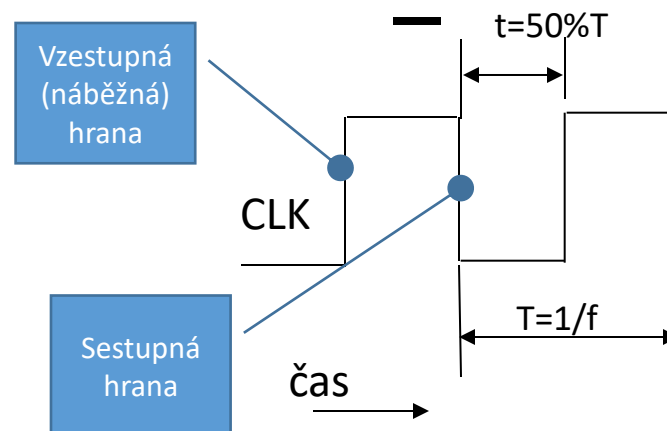 Vzestupná
(náběžná)
hrana
t=50%T
CLK
T=1/f
Sestupná
hrana
čas